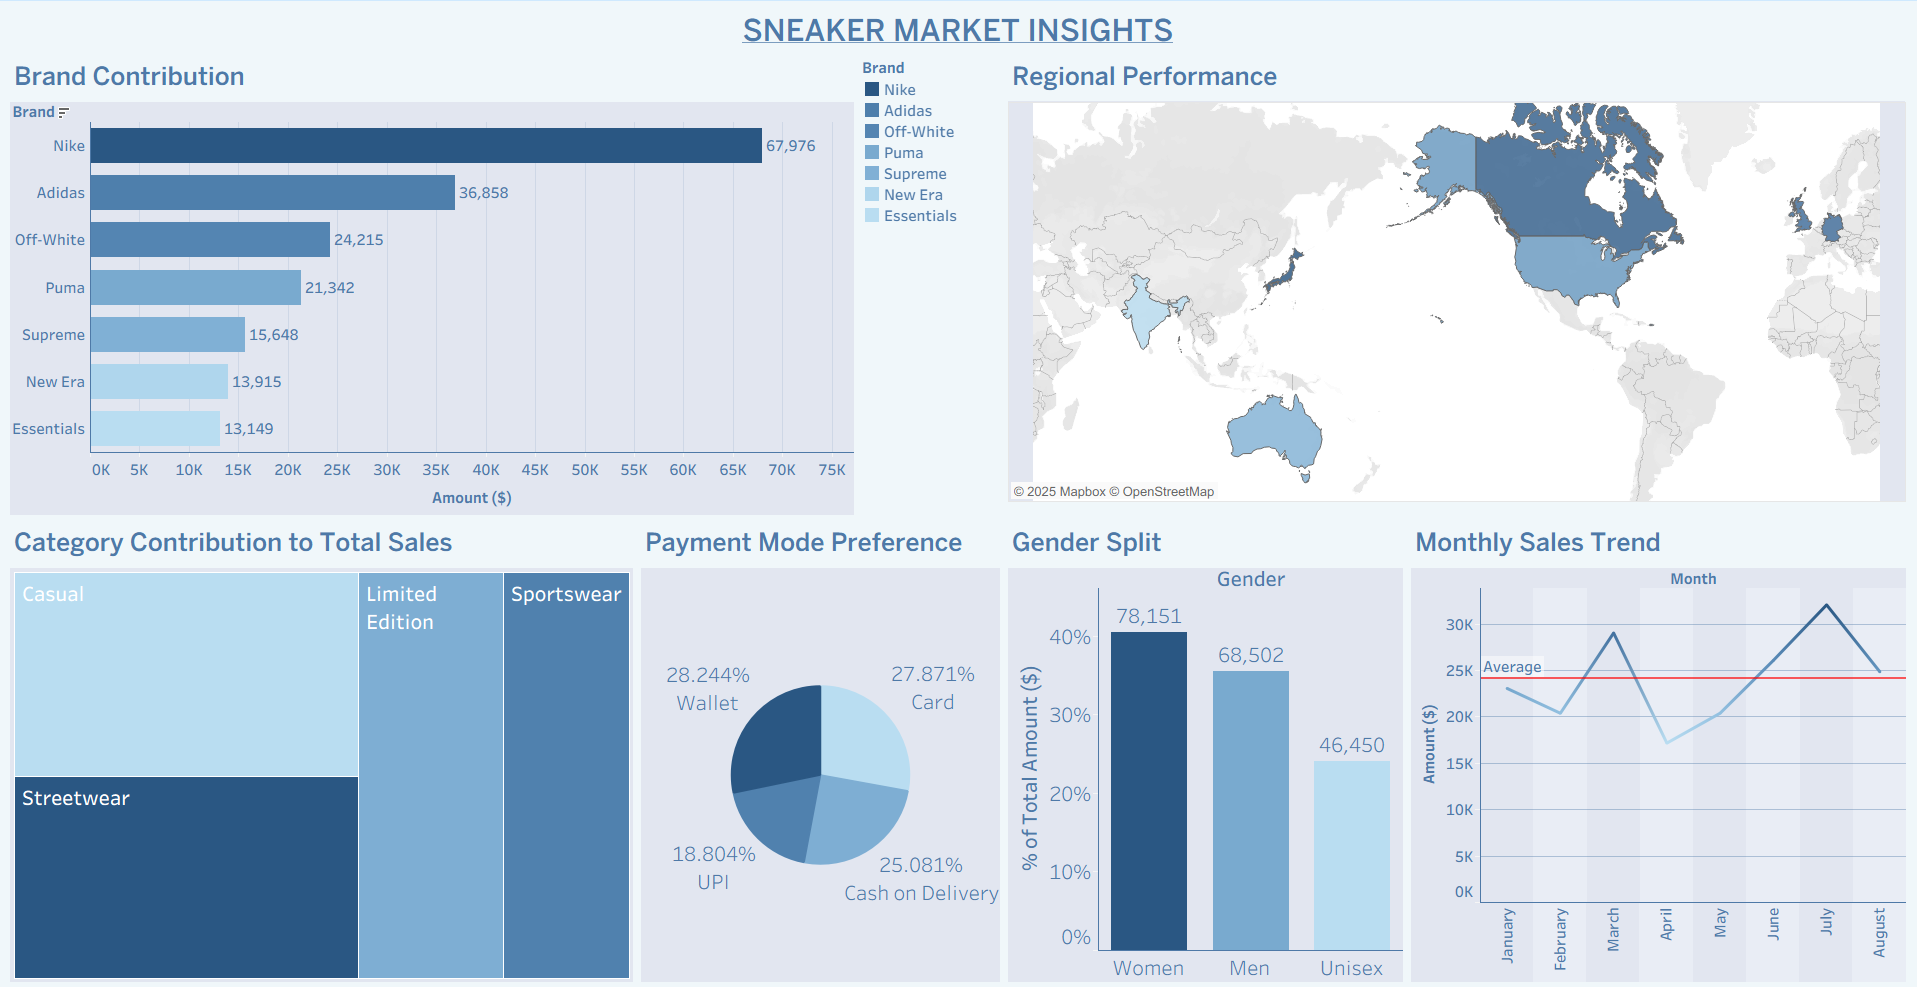 SNEAKER MARKET INSIGHTS
Brand Contribution
Brand
Nike
67,976
Adidas
36,858
Off-White
24,215
Puma
21,342
Supreme
15,648
New Era
13,915
Essentials
13,149
0K 5K 10K 15K 20K 25K 30K 35K 40K 45K 50K 55K 60K 65K 70K 75K
Amount ($)
Brand
Nike
Adidas
Off-White
Puma
Supreme
New Era
Essentials
Regional Performance
© 2025 Mapbox © OpenStreetMap
Category Contribution to Total Sales
Casual
Streetwear
Limited
Edition
Sportswear
Payment Mode Preference
28.244%
Wallet
27.871%
Card
18.804%
UPI
25.081%
Cash on Delivery
Gender Split
Gender
% of Total Amount ($)
40%
30%
20%
10%
0%
78,151
68,502
46,450
Women Men Unisex
Monthly Sales Trend
Month
Amount ($)
30K
25K
20K
15K
10K
5K
0K
Average
January
February
March
April
May
June
July
August